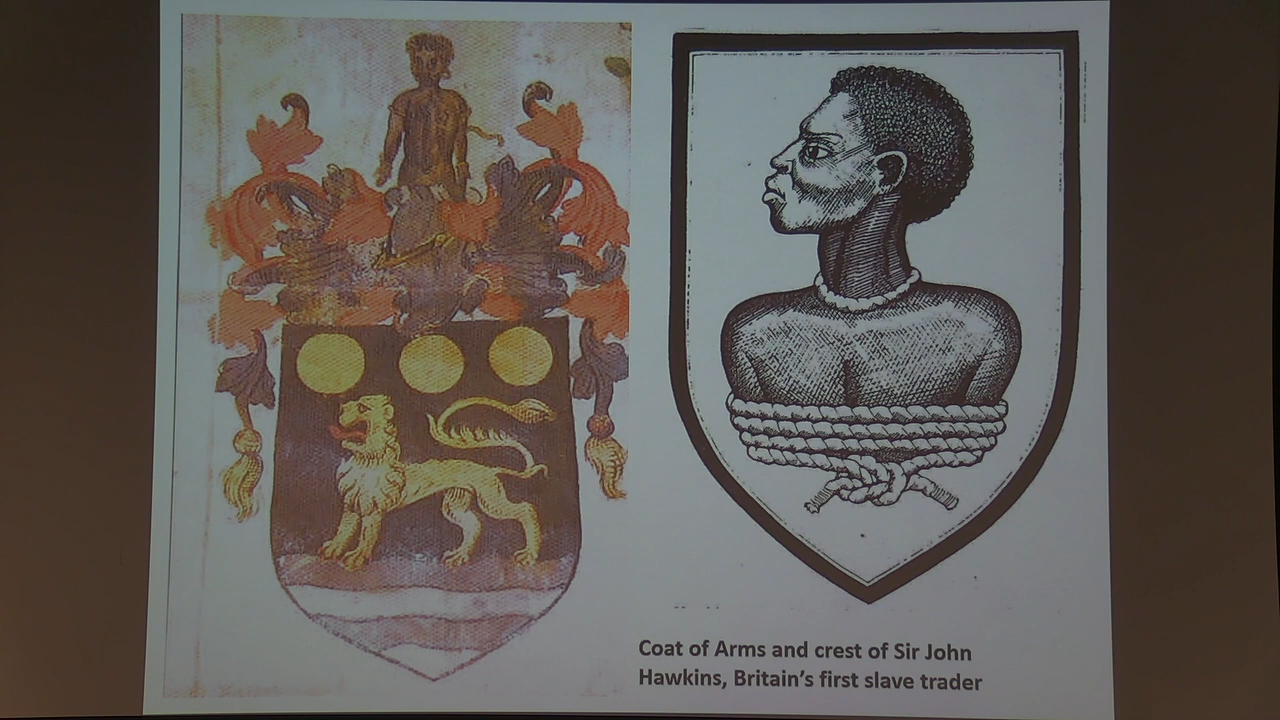 Coat of Arms and crest of Sir John
Hawkins, Britain's first slave trader